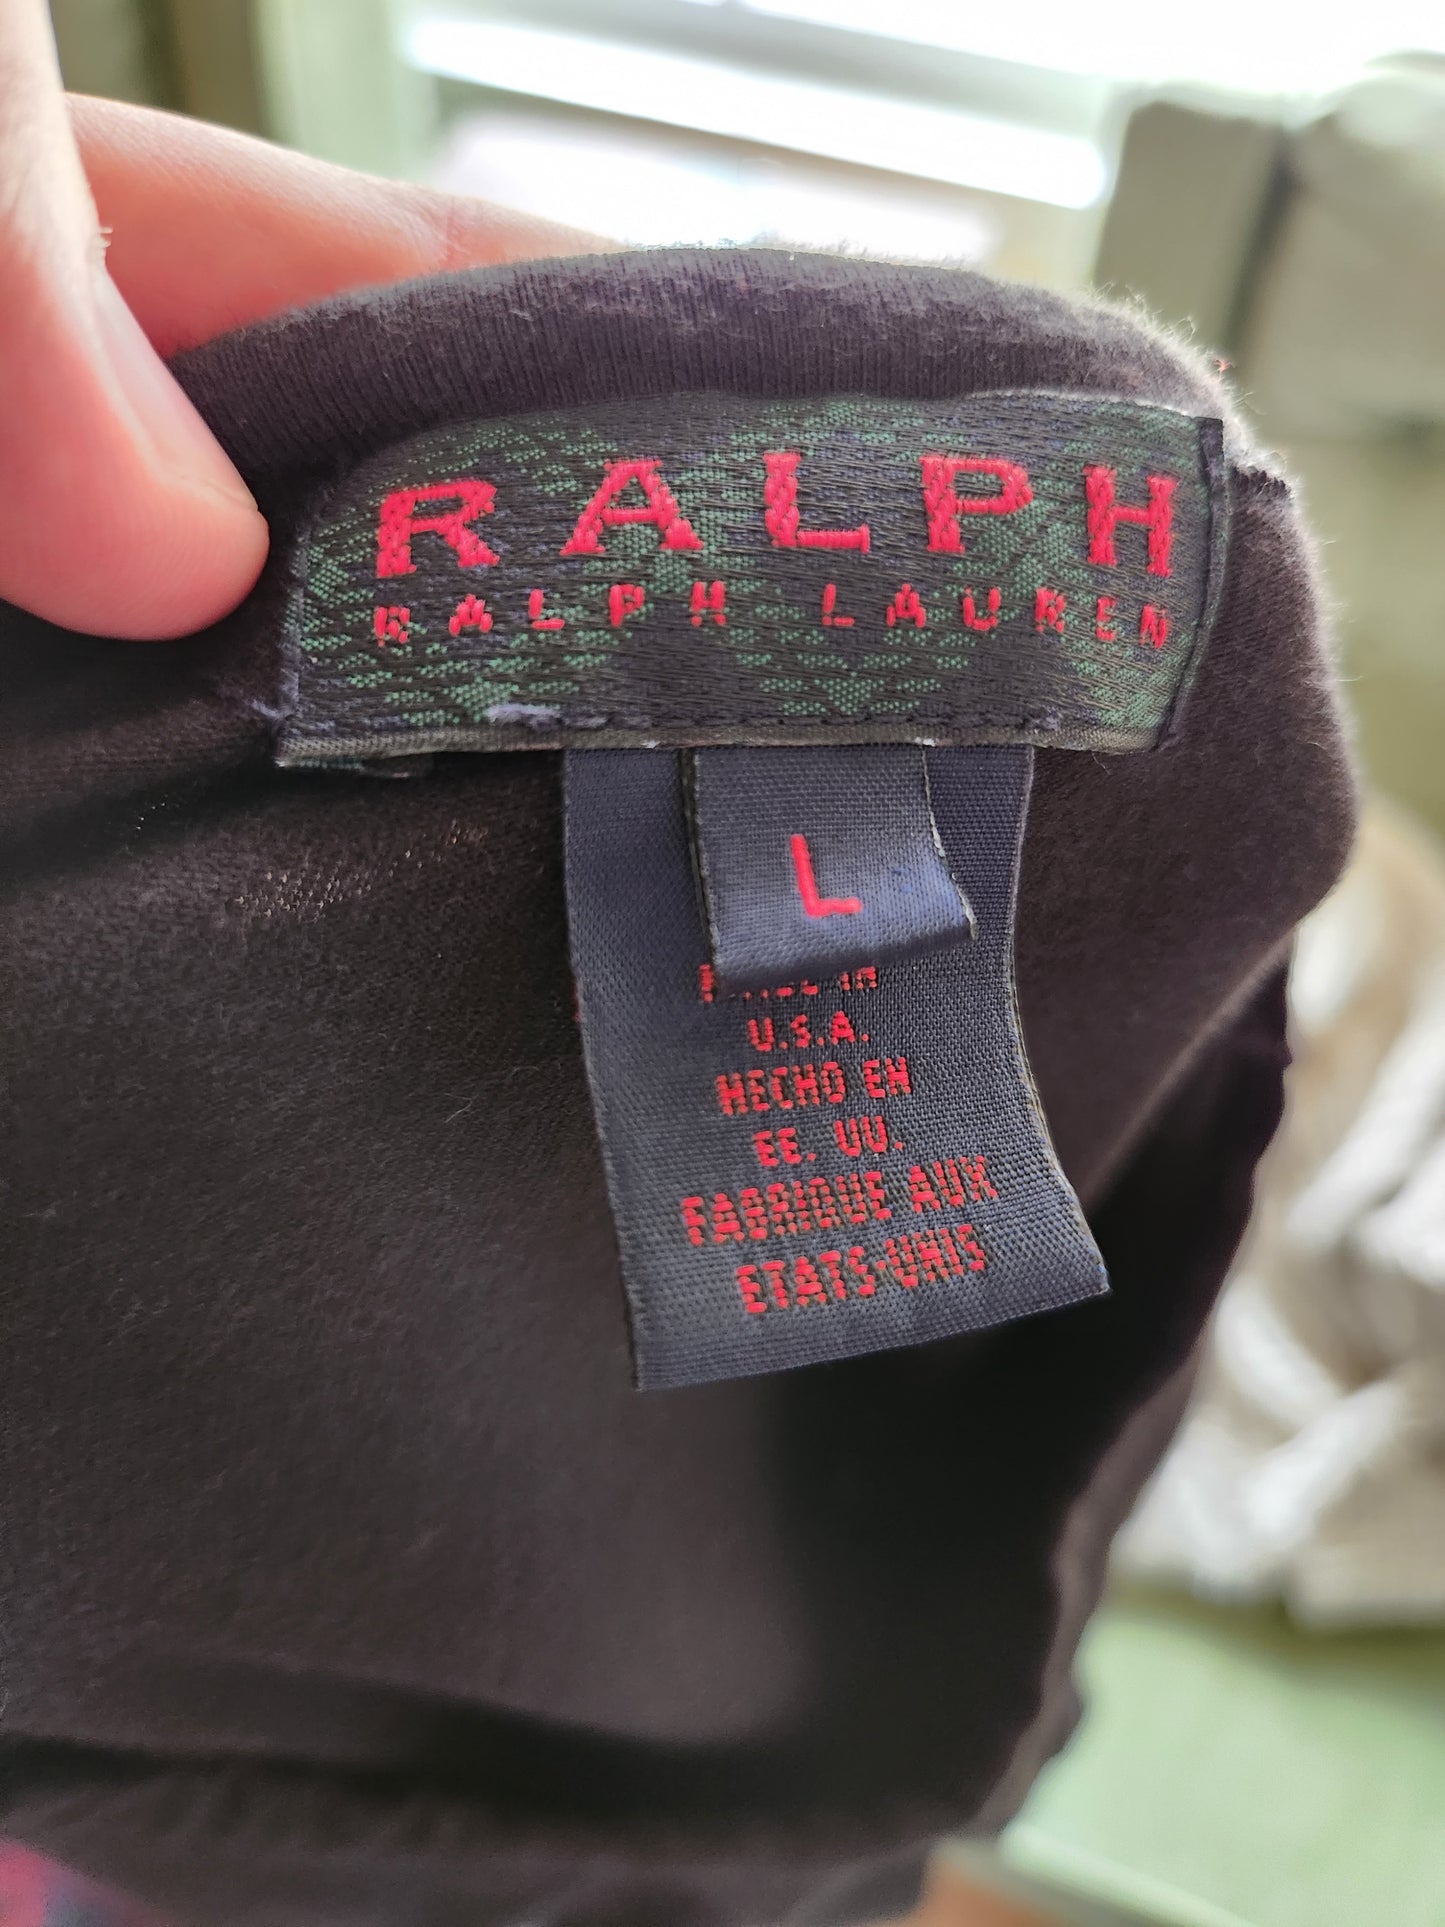 RALPH
RALPH LAUREN
L
U.S.A.
HECHO EN
EE. UU.
FABRIQUE AUX
ETATS-UNIS